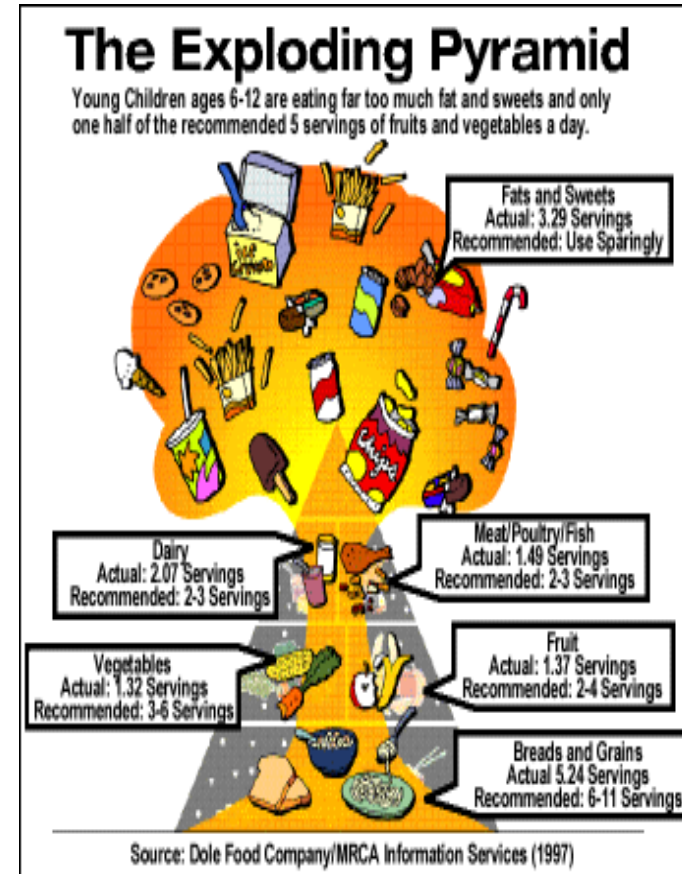 The Exploding Pyramid
Young Children ages 6-12 are eating far too much fat and sweets and only
one half of the recommended 5 servings of fruits and vegetables a day.
Fats and Sweets
Actual: 3.29 Servings
Recommended: Use Sparingly
Chips
Dairy
Actual: 2.07 Servings
Recommended: 2-3 Servings
Meat/Poultry/Fish
Actual: 1.49 Servings
Recommended: 2-3 Servings
Vegetables
Actual: 1.32 Servings
Recommended: 3-6 Servings
Fruit
Actual: 1.37 Servings
Recommended: 2-4 Servings
Breads and Grains
Actual 5.24 Servings
Recommended: 6-11 Servings
Source: Dole Food Company/MRCA Information Services (1997)